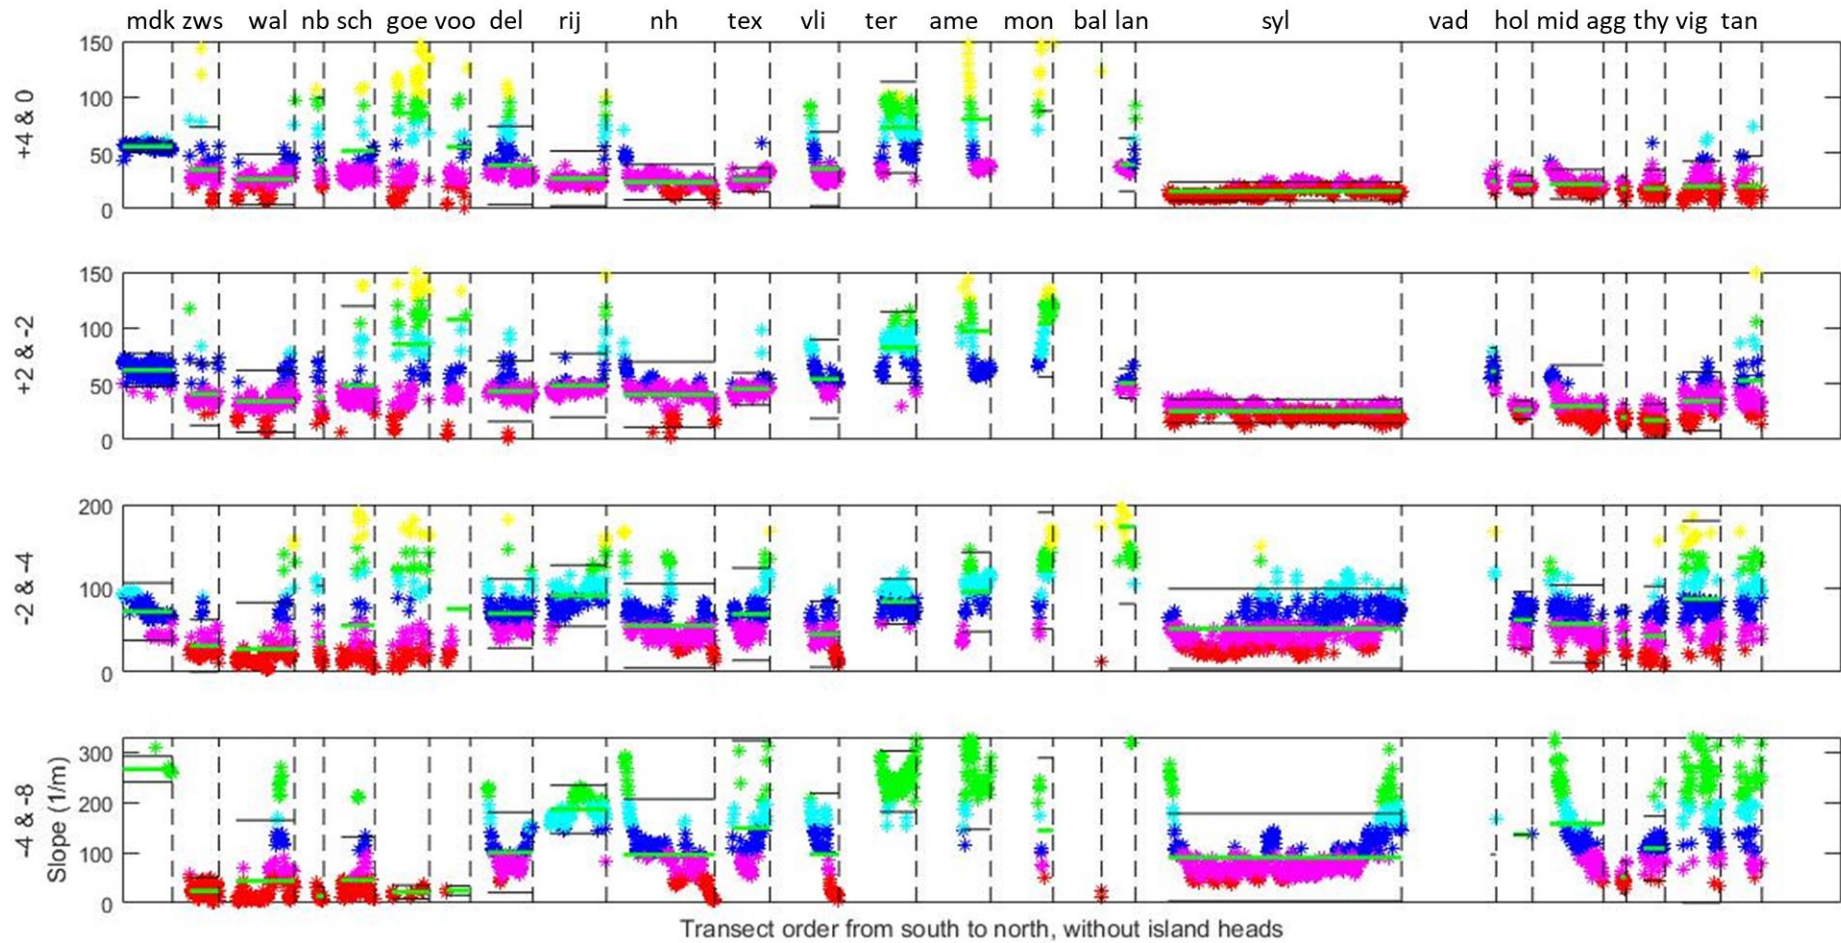 mdk zws wal nb sch goe voo del rij nh tex vli ter ame mon bal lan syl vad hol mid agg thy vig tan
+4 & 0
150
100
50
0
+2 & -2
150
100
50
0
-2 & -4
200
100
0
-4 & -8
Slope (1/m)
300
200
100
0
Transect order from south to north, without island heads